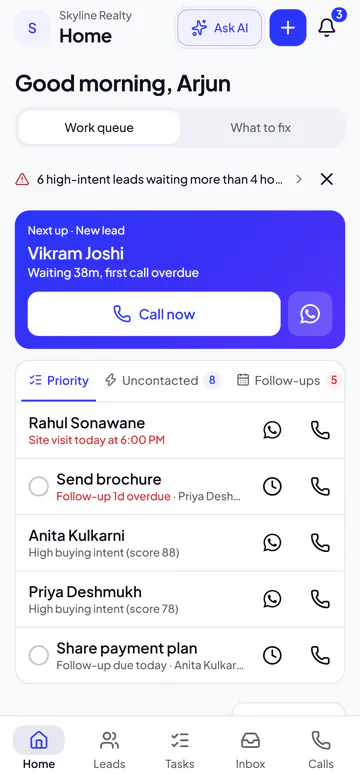 S
Skyline Realty
Home
Ask AI
3
Good morning, Arjun
Work queue
What to fix
6 high-intent leads waiting more than 4 ho...
Next up · New lead
Vikram Joshi
Waiting 38m, first call overdue
Call now
Priority
Uncontacted 8
Follow-ups 5
Rahul Sonawane
Site visit today at 6:00 PM
Send brochure
Follow-up 1d overdue · Priya Desh...
Anita Kulkarni
High buying intent (score 88)
Priya Deshmukh
High buying intent (score 78)
Share payment plan
Follow-up due today · Anita Kulkar...
Home
Leads
Tasks
Inbox
Calls